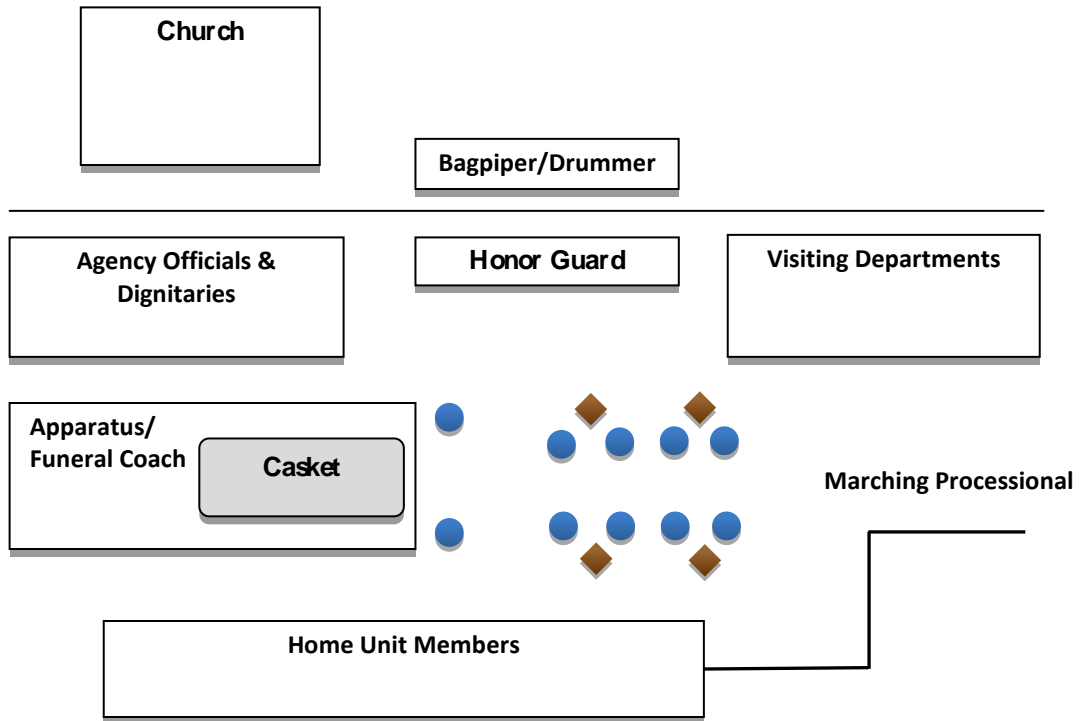 Church
Bagpiper/Drummer
Agency Officials &
Dignitaries
Honor Guard
Visiting Departments
Apparatus/
Funeral Coach
Casket
Marching Processional
Home Unit Members